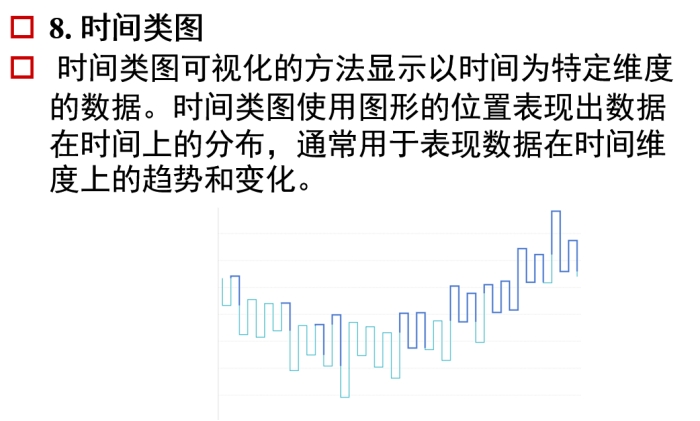 8. 时间类图
时间类图可视化的方法显示以时间为特定维度
的数据。时间类图使用图形的位置表现出数据
在时间上的分布，通常用于表现数据在时间维
度上的趋势和变化。